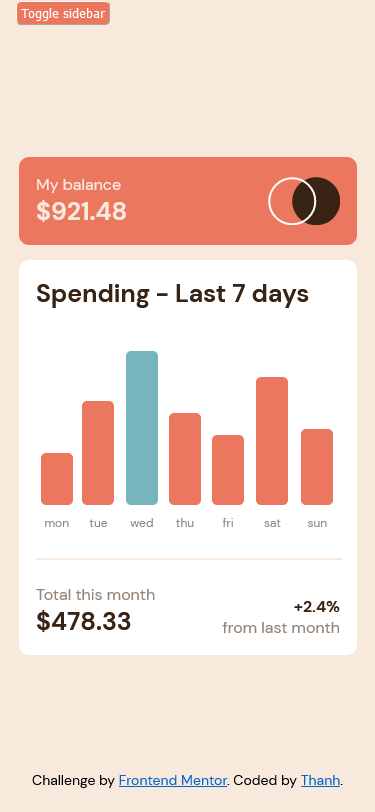 Toggle sidebar
My balance
$921.48
Spending - Last 7 days
mon tue wed thu fri sat sun
Total this month
$478.33
+2.4%
from last month
Challenge by Frontend Mentor. Coded by Thanh.